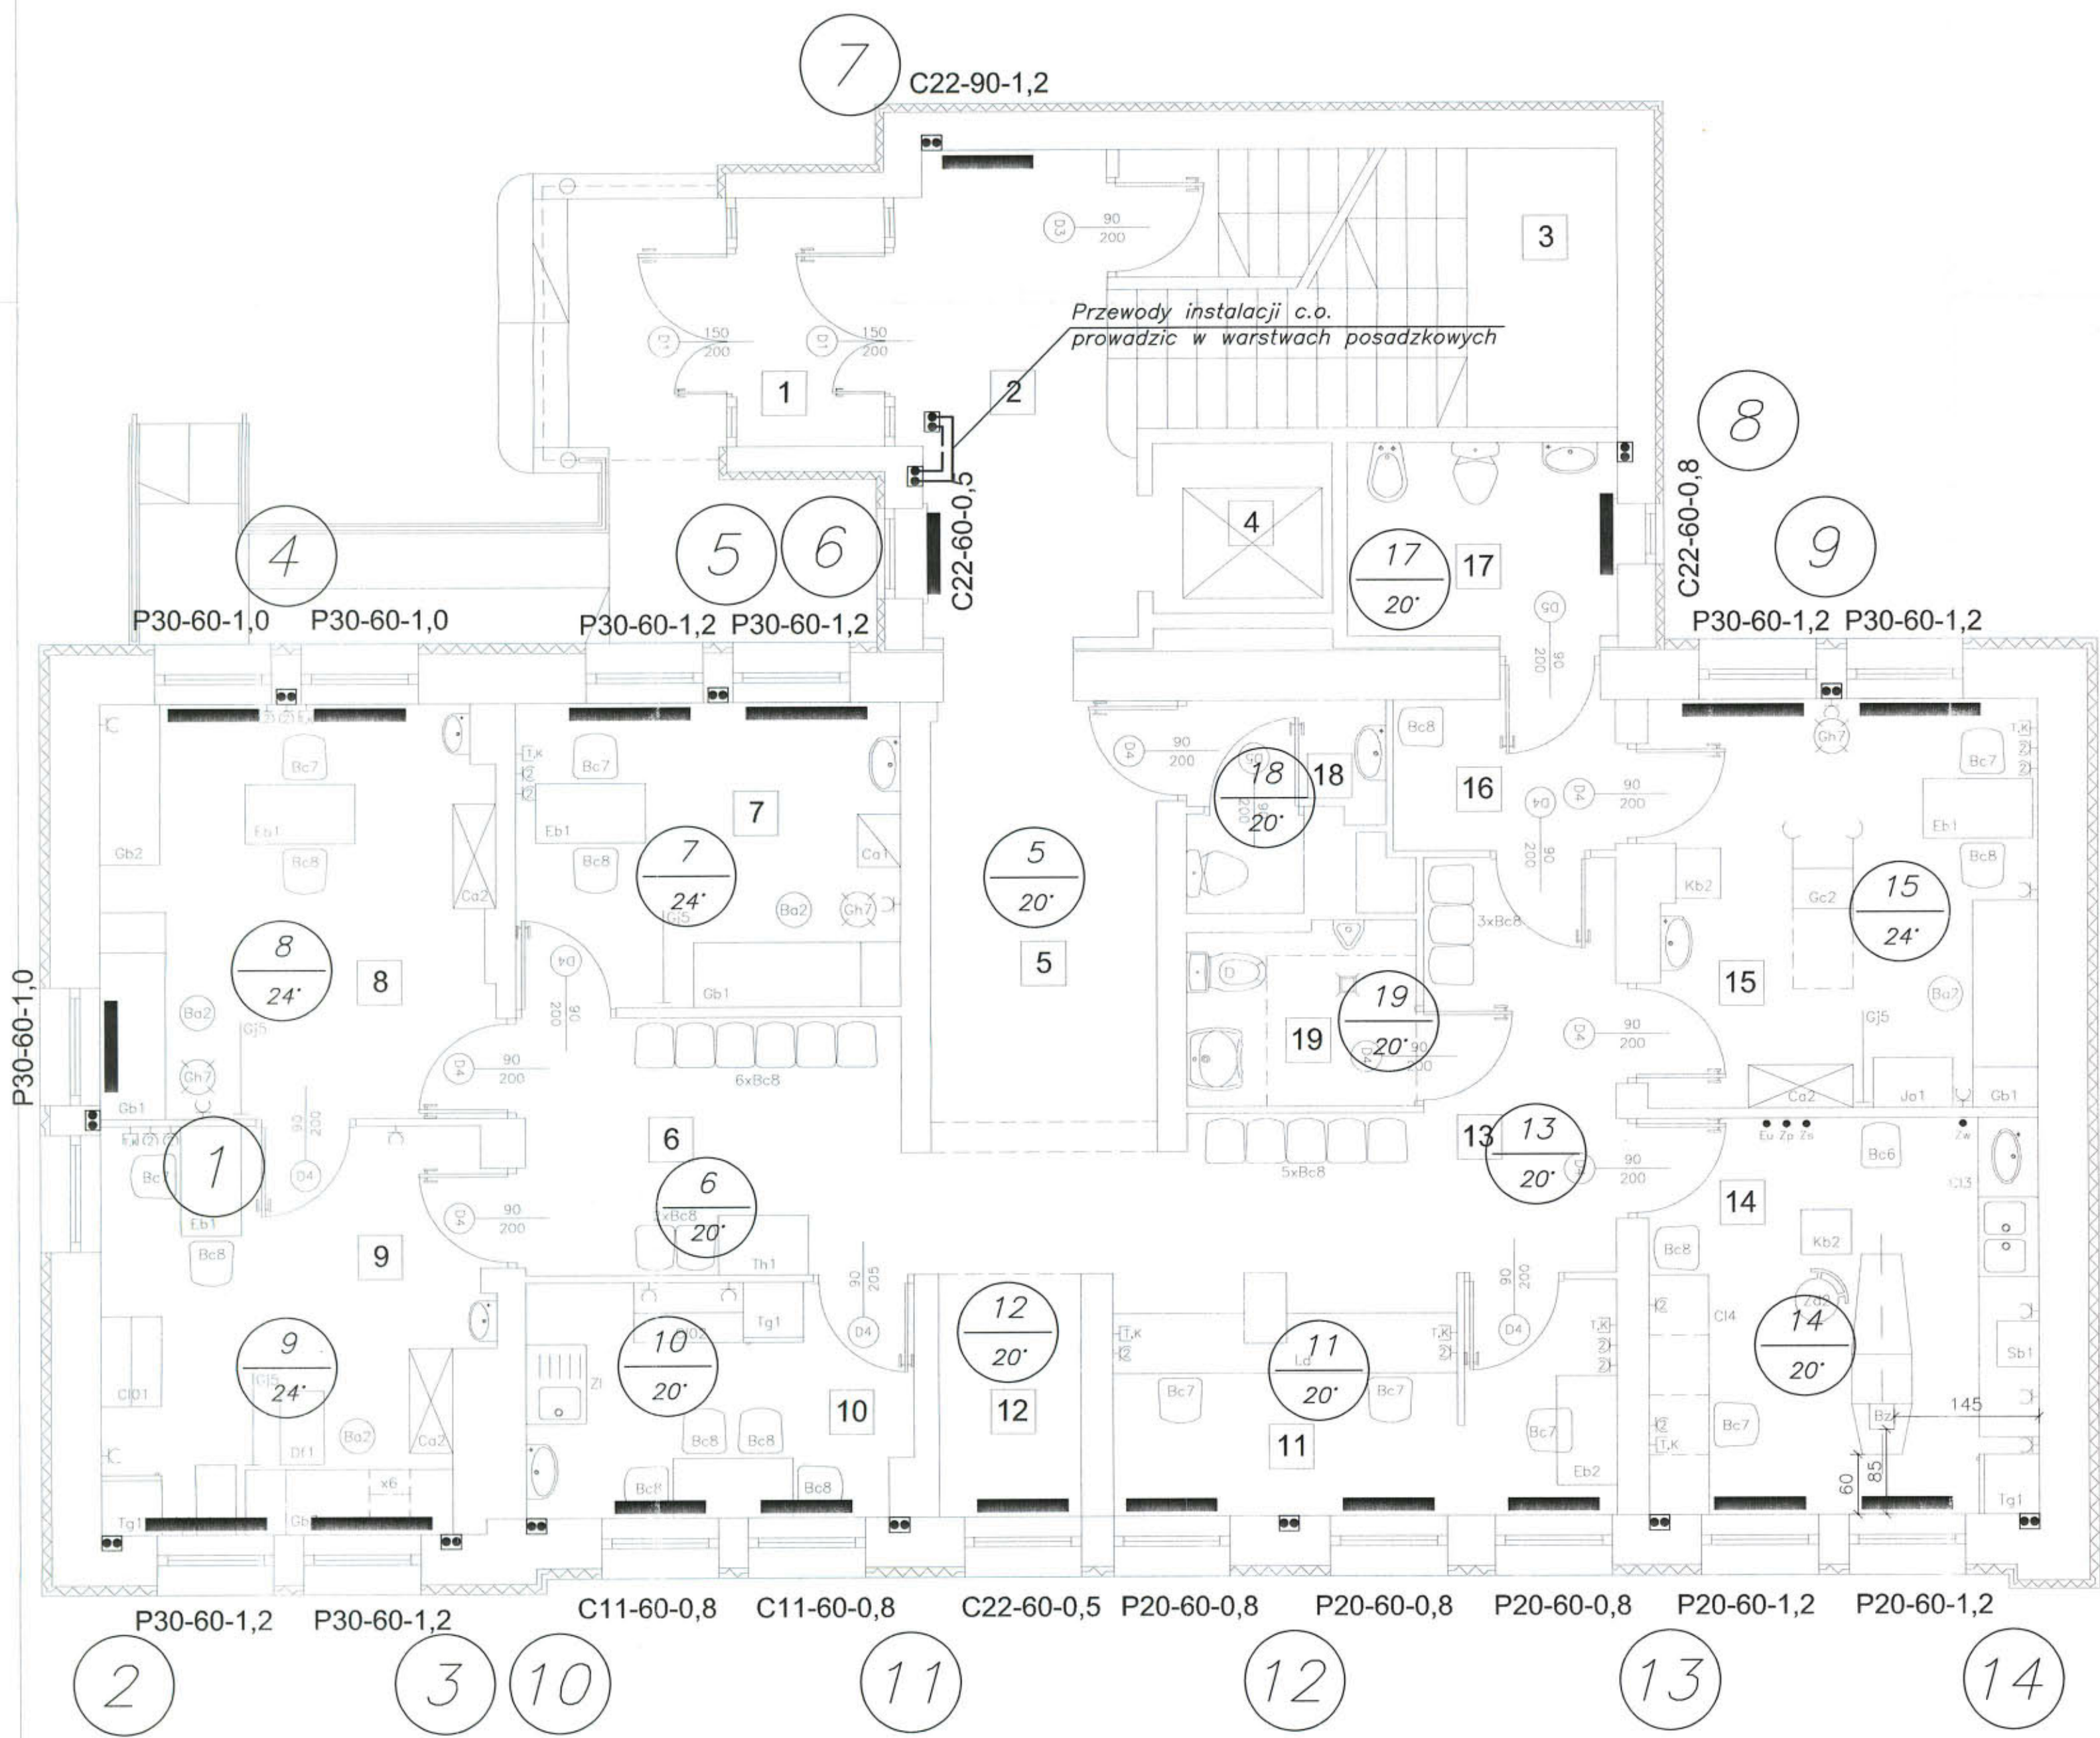 7
C22-90-1,2
D3
90
200
3
Przewody instalacji c.o.
prowadzic w warstwach posadzkowych
D1
150
200
D1
150
200
1
2
8
4
5
6
C22-60-0,5
4
17
20°
17
C22-60-0,8
9
D5
90
200
P30-60-1,0
P30-60-1,0
P30-60-1,2
P30-60-1,2
P30-60-1,2
P30-60-1,2
Bc7
Eb1
Bc8
Gb2
Ca2
T,K
Bc7
Eb1
Bc8
7
7
24°
Ca1
Gj5
Ba2
Gh7
Gb1
D4
90
200
D5
18
20°
18
Bc8
16
D4
90
200
D4
90
200
Gh7
T,K
Bc7
Eb1
Bc8
Kb2
Gc2
15
24°
15
Ba2
Gj5
Ca2
Ja1
Gb1
5
20°
5
3xBc8
P30-60-1,0
8
24°
8
Ba2
Gj5
Gh7
Gb1
D4
90
200
D4
90
200
D4
90
200
6xBc8
19
20°
19
D4
90
200
D4
90
200
1
Eb1
Bc8
9
D4
90
200
6
6
20°
Th1
5xBc8
13
13
20°
90
200
Eu Zp Zs
Zw
Bc6
14
Kb2
Bc8
Cl4
14
20°
Sb1
Bc7
Bz
145
60
85
Tg1
9
24°
Gj5
Df1
Ba2
Ca2
x6
Tg1
10
20°
Tg1
Zl
10
Bc8
Bc8
Bc8
Bc8
90
205
D4
12
20°
12
T,K
Bc7
11
20°
11
T,K
Bc7
90
200
D4
T,K
Bc7
Eb2
T,K
P30-60-1,2
P30-60-1,2
C11-60-0,8
C11-60-0,8
C22-60-0,5
P20-60-0,8
P20-60-0,8
P20-60-0,8
P20-60-1,2
P20-60-1,2
2
3
10
11
12
13
14